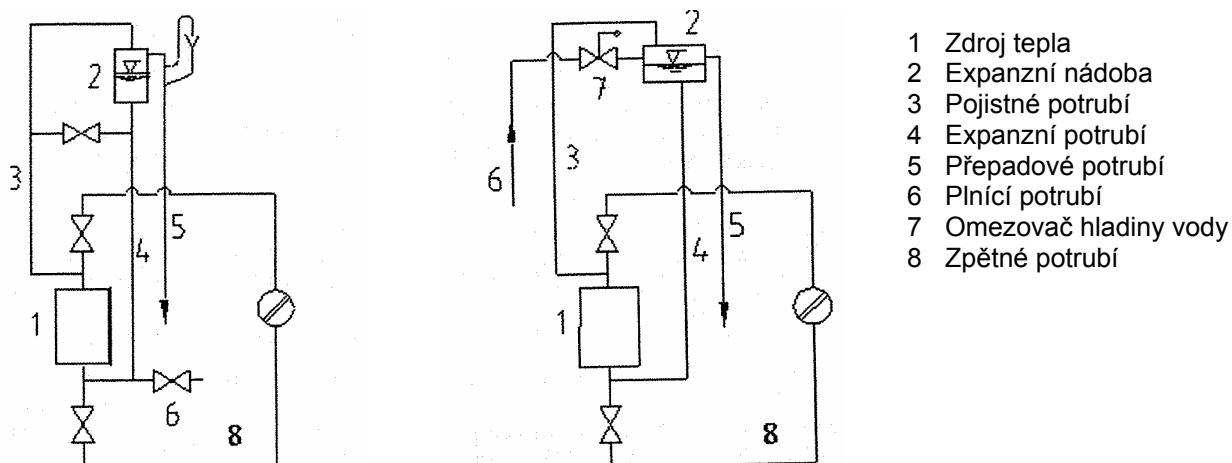 2
3
4
5
1
6
8
2
7
3
6
4
5
1
8
1 Zdroj tepla
2 Expanzní nádoba
3 Pojistné potrubí
4 Expanzní potrubí
5 Přepadové potrubí
6 Plnící potrubí
7 Omezovač hladiny vody
8 Zpětné potrubí